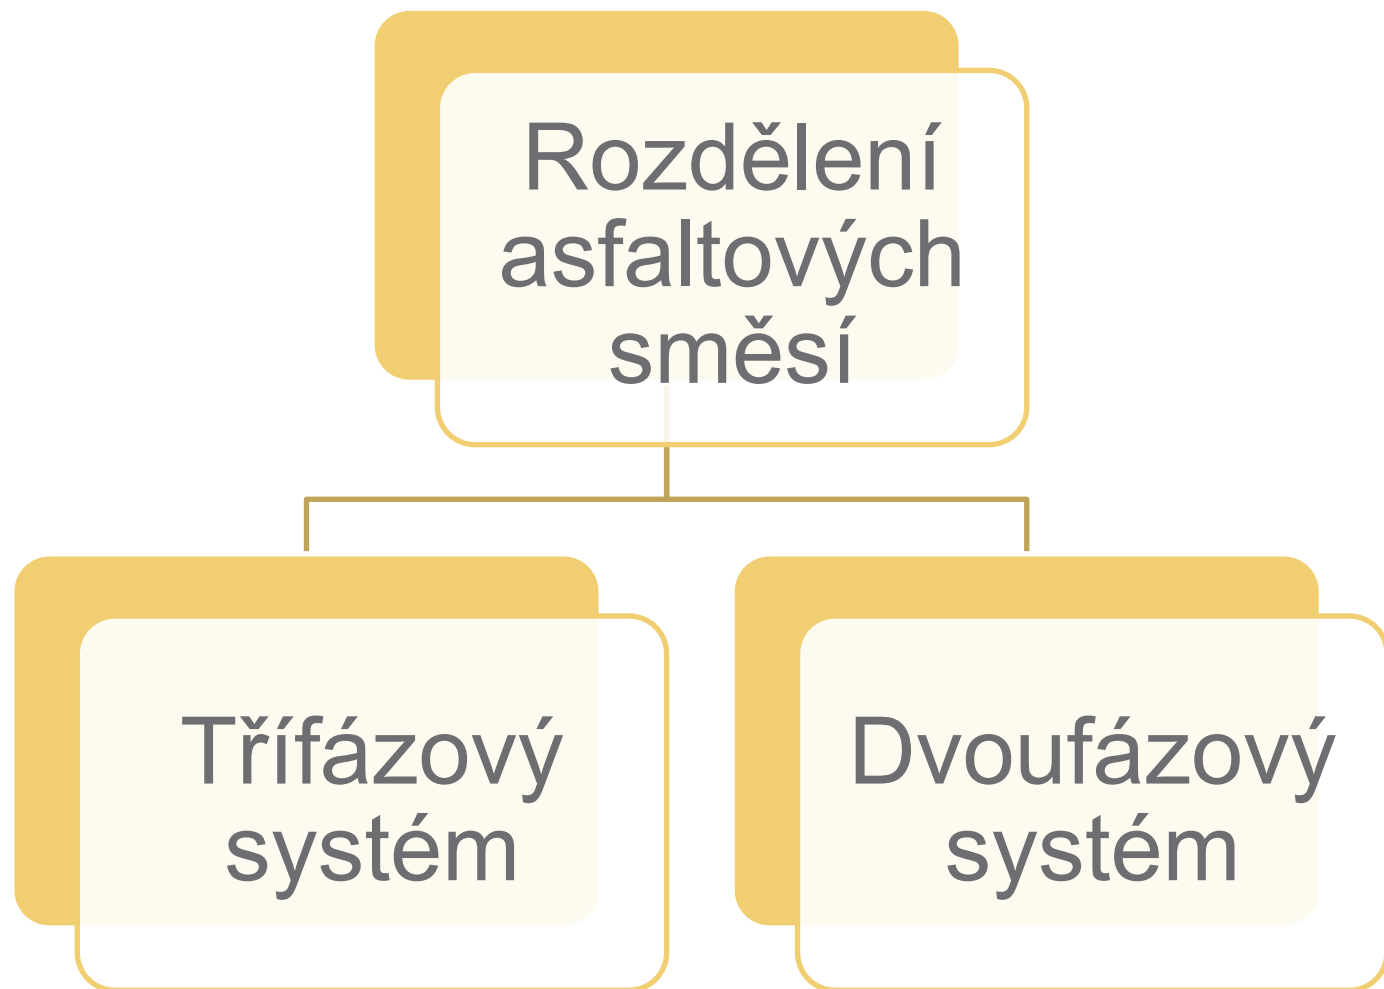 Rozdělení
asfaltových
směsí
Třífázový
systém
Dvoufázový
systém